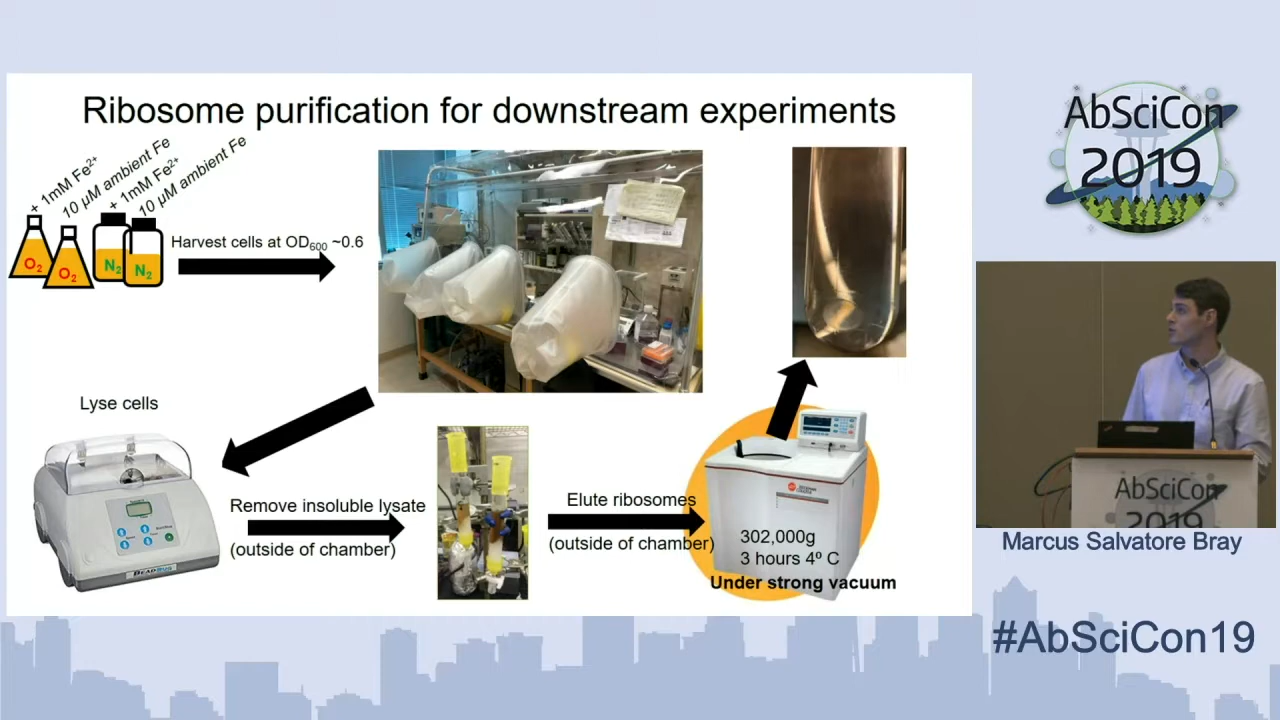 Ribosome purification for downstream experiments
+ 1mM Fe²⁺
10 µM ambient Fe
+ 1mM Fe²⁺
10 µM ambient Fe
O₂
O₂
N₂
N₂
Harvest cells at OD₆₀₀ ~0.6
Lyse cells
Remove insoluble lysate
(outside of chamber)
Elute ribosomes
(outside of chamber)
302,000g
3 hours 4º C
Under strong vacuum
AbSciCon
2019
AbSciCon
2019
Marcus Salvatore Bray
#AbSciCon19